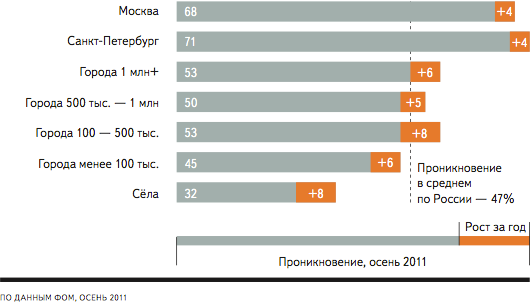 Москва 68 +4
Санкт-Петербург 71 +4
Города 1 млн+ 53 +6
Города 500 тыс. — 1 млн 50 +5
Города 100 — 500 тыс. 53 +8
Города менее 100 тыс. 45 +6
Сёла 32 +8
Проникновение
в среднем
по России — 47%
Рост за год
Проникновение, осень 2011
ПО ДАННЫМ ФОМ, ОСЕНЬ 2011